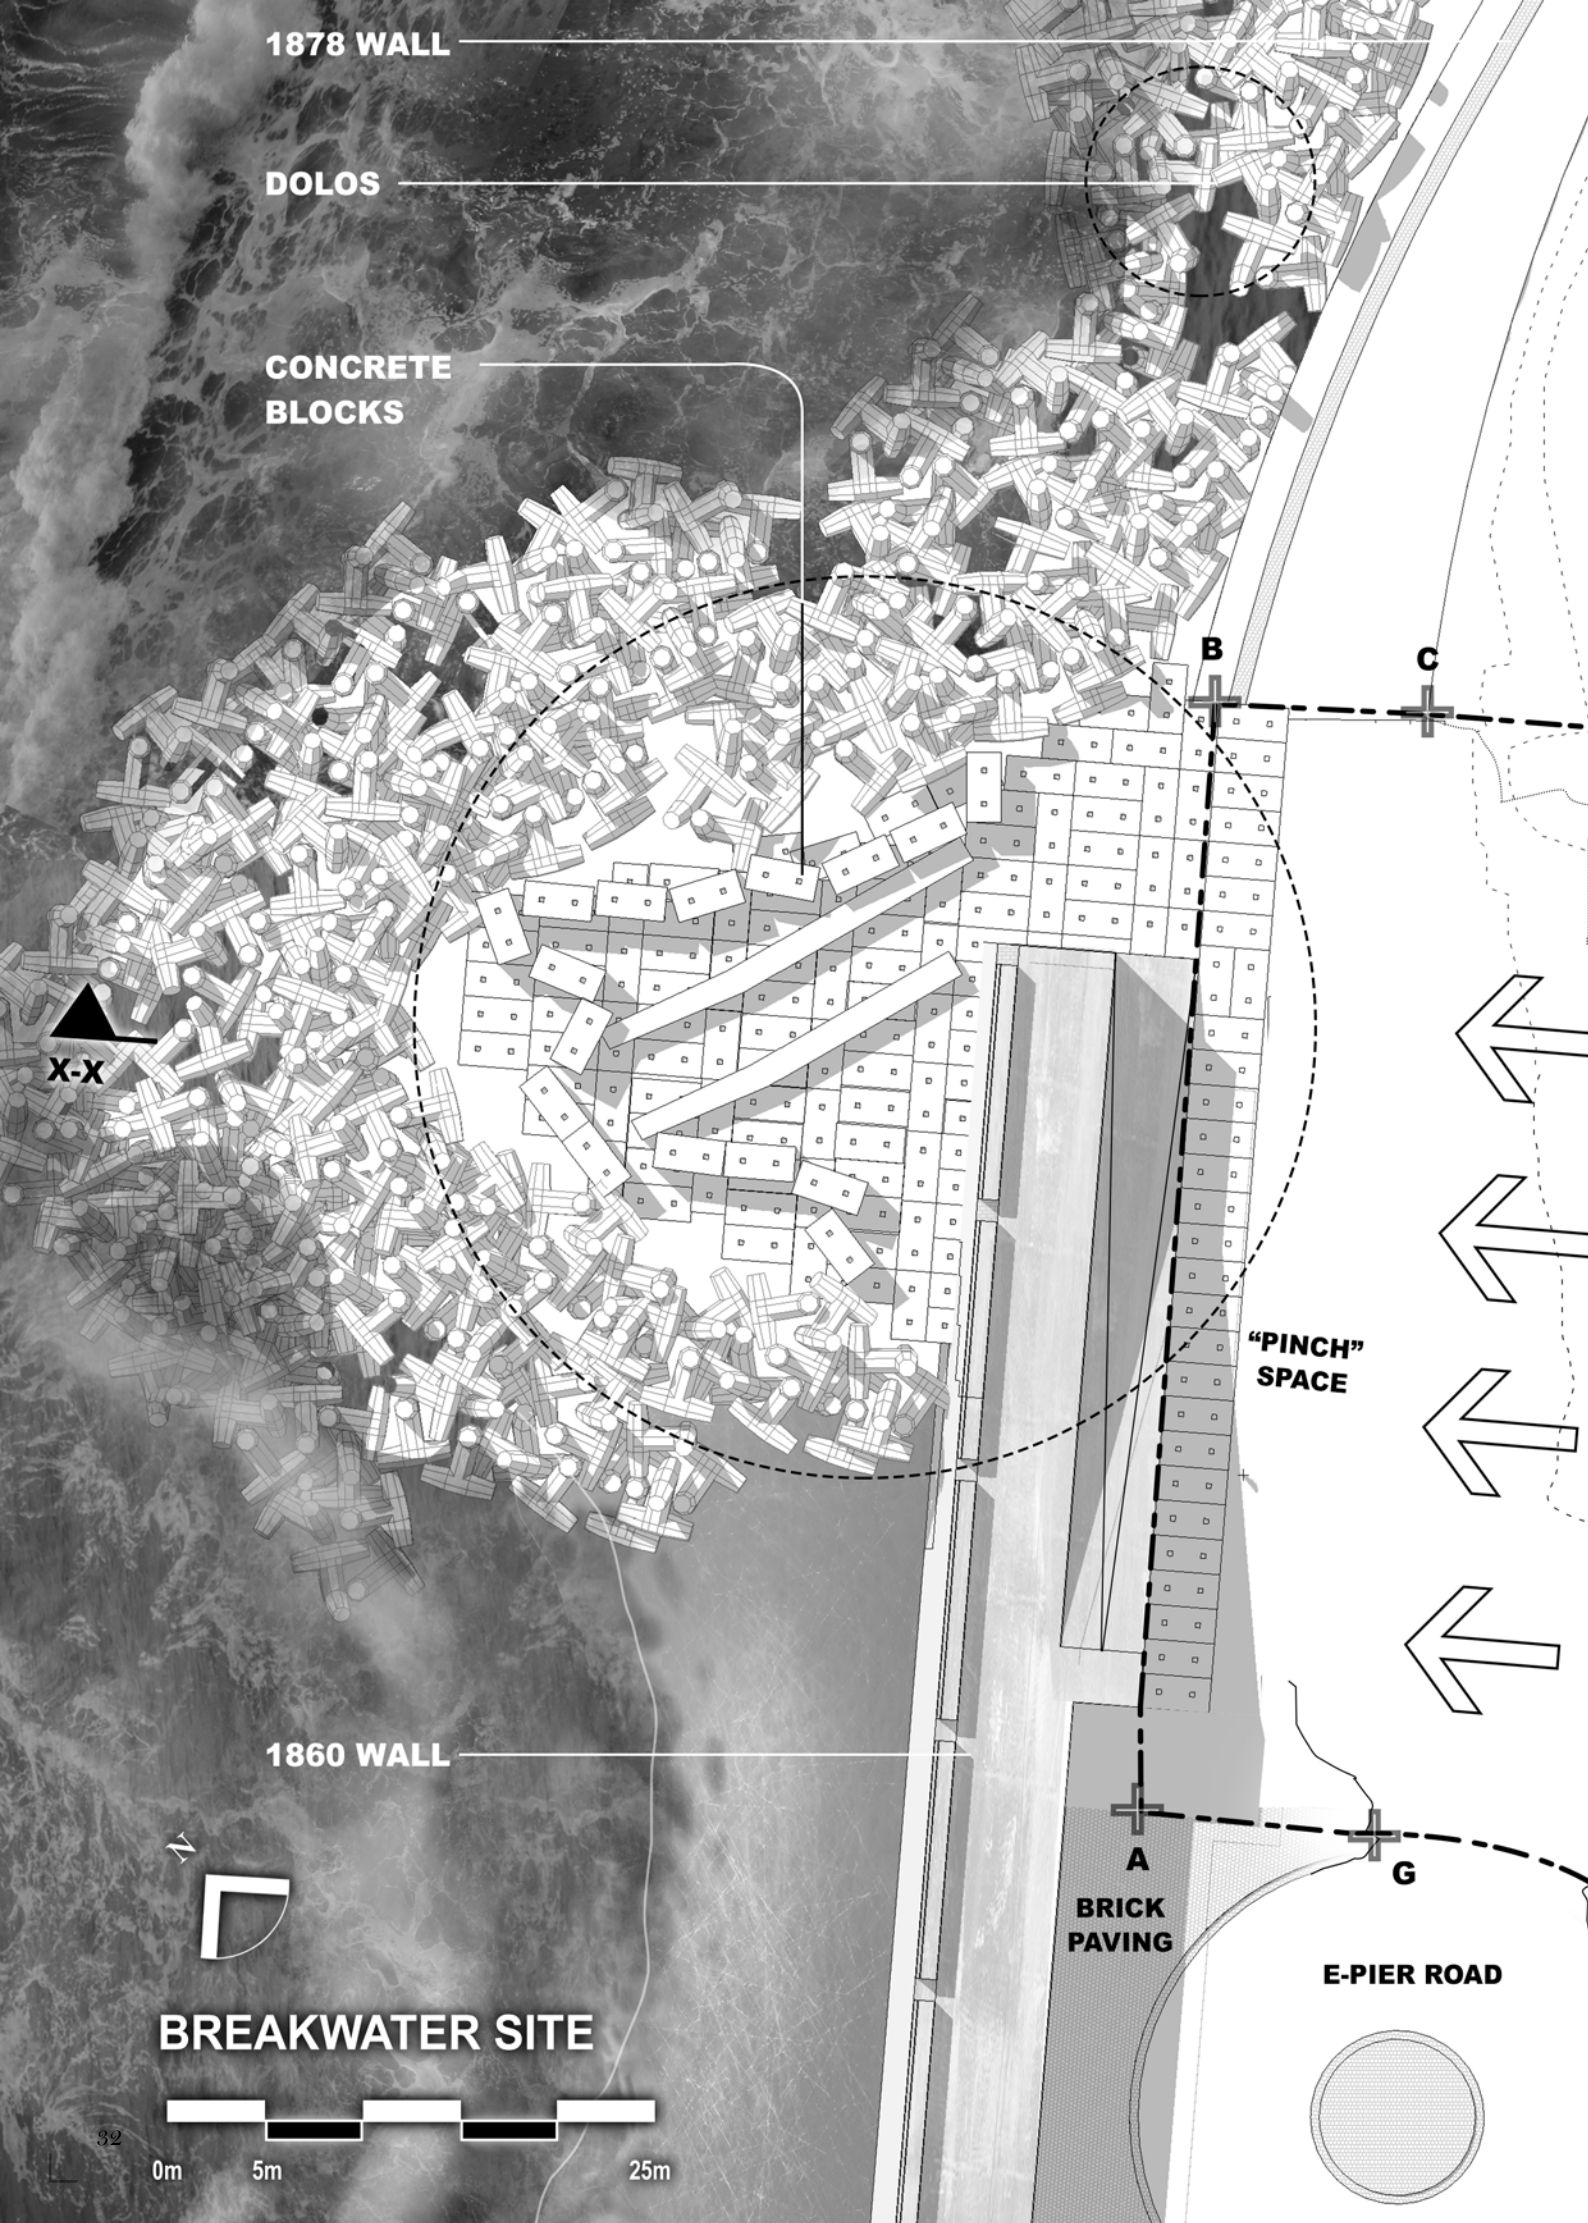 1878 WALL
DOLOS
CONCRETE
BLOCKS
B
C
X-X
“PINCH”
SPACE
1860 WALL
A
G
BRICK
PAVING
N
E-PIER ROAD
BREAKWATER SITE
32
0m 5m 25m